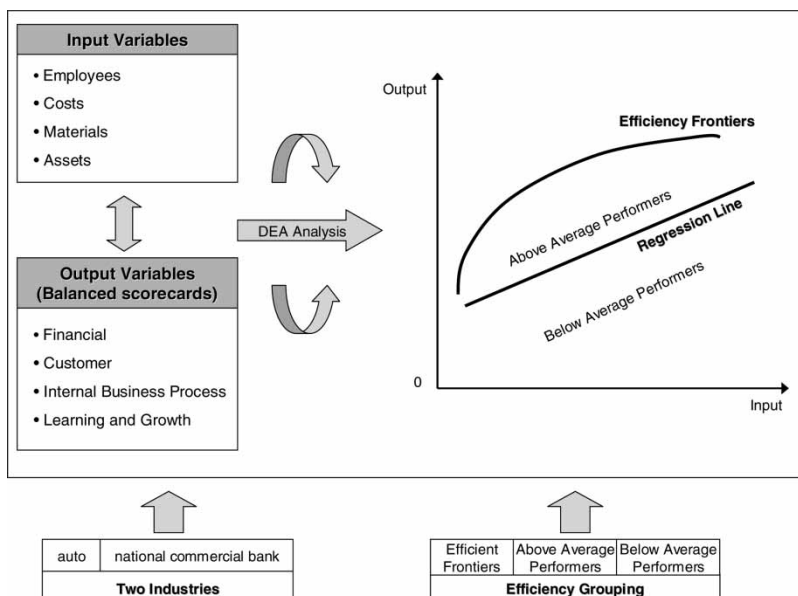 Input Variables
• Employees
• Costs
• Materials
• Assets
Output Variables
(Balanced scorecards)
• Financial
• Customer
• Internal Business Process
• Learning and Growth
DEA Analysis
Output
Efficiency Frontiers
Above Average Performers
Regression Line
Below Average Performers
0
Input
auto
national commercial bank
Two Industries
Efficient
Frontiers
Above Average
Performers
Below Average
Performers
Efficiency Grouping